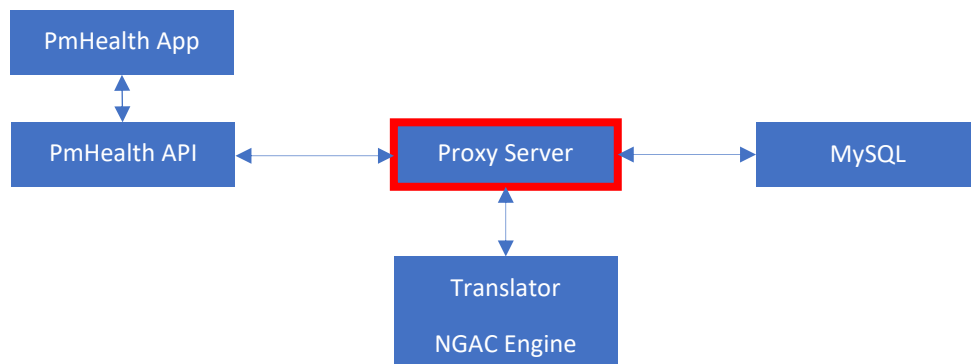 PmHealth App
PmHealth API
Proxy Server
MySQL
Translator
NGAC Engine